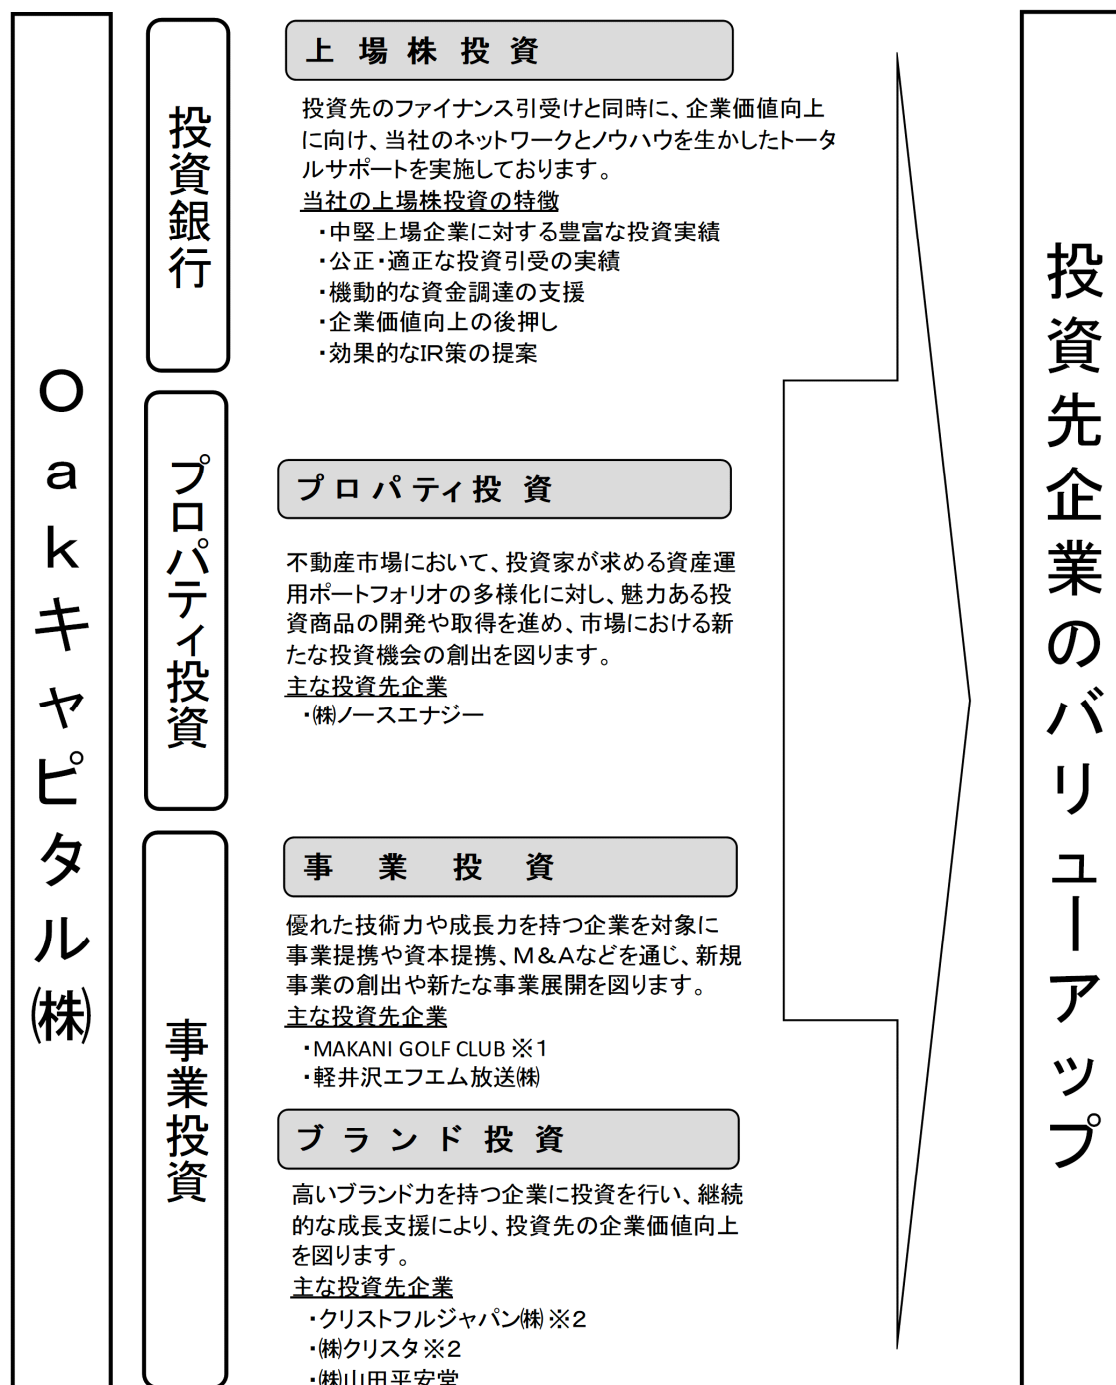 Oakキャピタル㈱
投資銀行
上場株投資
投資先のファイナンス引受けと同時に、企業価値向上
に向け、当社のネットワークとノウハウを生かしたトータ
ルサポートを実施しております。
当社の上場株投資の特徴
・中堅上場企業に対する豊富な投資実績
・公正・適正な投資引受の実績
・機動的な資金調達の支援
・企業価値向上の後押し
・効果的なIR策の提案
プロパティ投資
プロパティ投資
不動産市場において、投資家が求める資産運
用ポートフォリオの多様化に対し、魅力ある投
資商品の開発や取得を進め、市場における新
たな投資機会の創出を図ります。
主な投資先企業
・㈱ノースエナジー
事業投資
事業投資
優れた技術力や成長力を持つ企業を対象に
事業提携や資本提携、M&Aなどを通じ、新規
事業の創出や新たな事業展開を図ります。
主な投資先企業
・MAKANI GOLF CLUB ※1
・軽井沢エフエム放送㈱
ブランド投資
高いブランド力を持つ企業に投資を行い、継続
的な成長支援により、投資先の企業価値向上
を図ります。
主な投資先企業
・クリストフルジャパン㈱ ※2
・㈱クリスタ※2
・㈱山田平安堂
投資先企業のバリューアップ